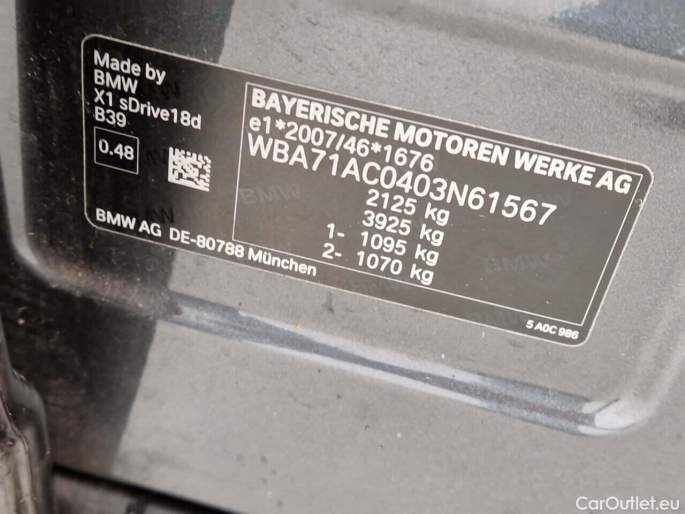 Made by
BMW
X1 sDrive18d
B39
0.48
BMW AG DE-80788 München
BAYERISCHE MOTOREN WERKE AG
e1*2007/46*1676
WBA71AC0403N61567
2125 kg
3925 kg
1- 1095 kg
2- 1070 kg
BMW
5 A0C 986
CarOutlet.eu